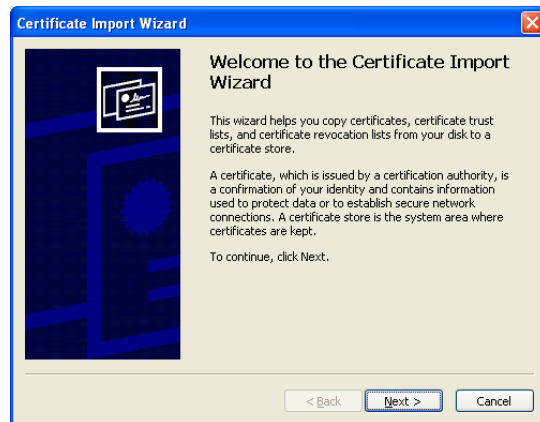 Certificate Import Wizard
Welcome to the Certificate Import
Wizard
This wizard helps you copy certificates, certificate trust
lists, and certificate revocation lists from your disk to a
certificate store.
A certificate, which is issued by a certification authority, is
a confirmation of your identity and contains information
used to protect data or to establish secure network
connections. A certificate store is the system area where
certificates are kept.
To continue, click Next.
< Back Next > Cancel